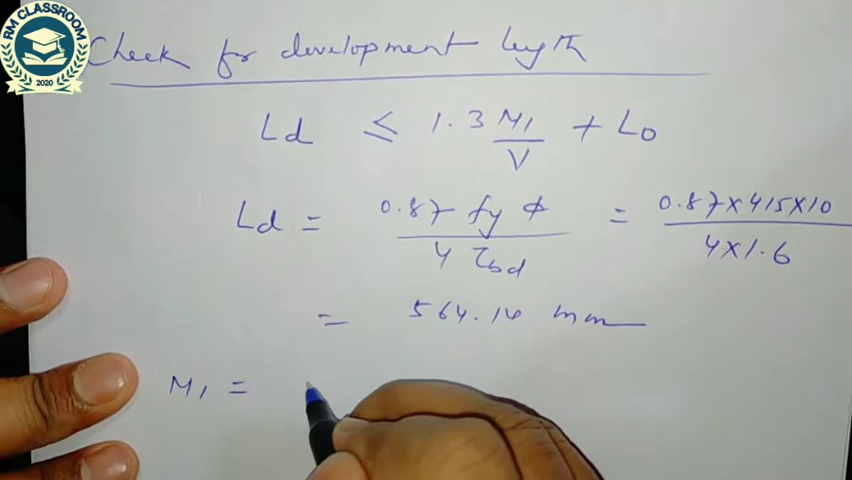 RM CLASSROOM
2020
Check for development length
Ld ≤ 1.3 M1/V + Lo
Ld = 0.87 fy ϕ / 4 τbd = 0.87×415×10 / 4×1.6
= 564.14 mm
M1 =